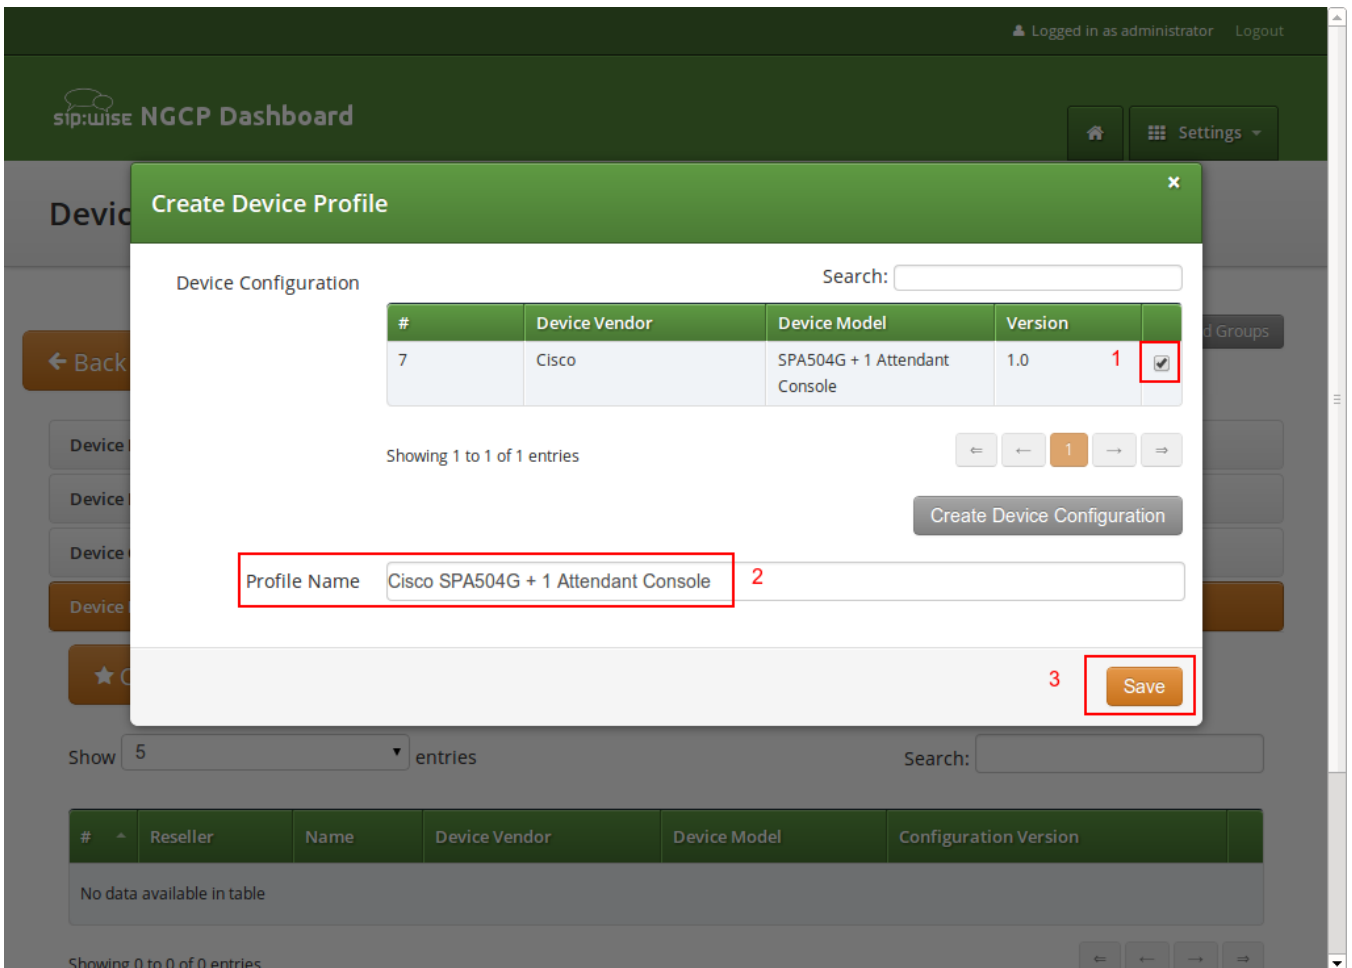 Logged in as administrator Logout
sip:wise NGCP Dashboard
Settings
Create Device Profile
×
Device Configuration
Search:
# Device Vendor Device Model Version
7 Cisco SPA504G + 1 Attendant Console 1.0 1
Showing 1 to 1 of 1 entries
⇐ ← 1 → ⇒
Create Device Configuration
Profile Name Cisco SPA504G + 1 Attendant Console 2
3 Save
Back
Groups
Device
Device
Device
Device
Show 5 entries
Search:
# Reseller Name Device Vendor Device Model Configuration Version
No data available in table
Showing 0 to 0 of 0 entries
⇐ ← → ⇒